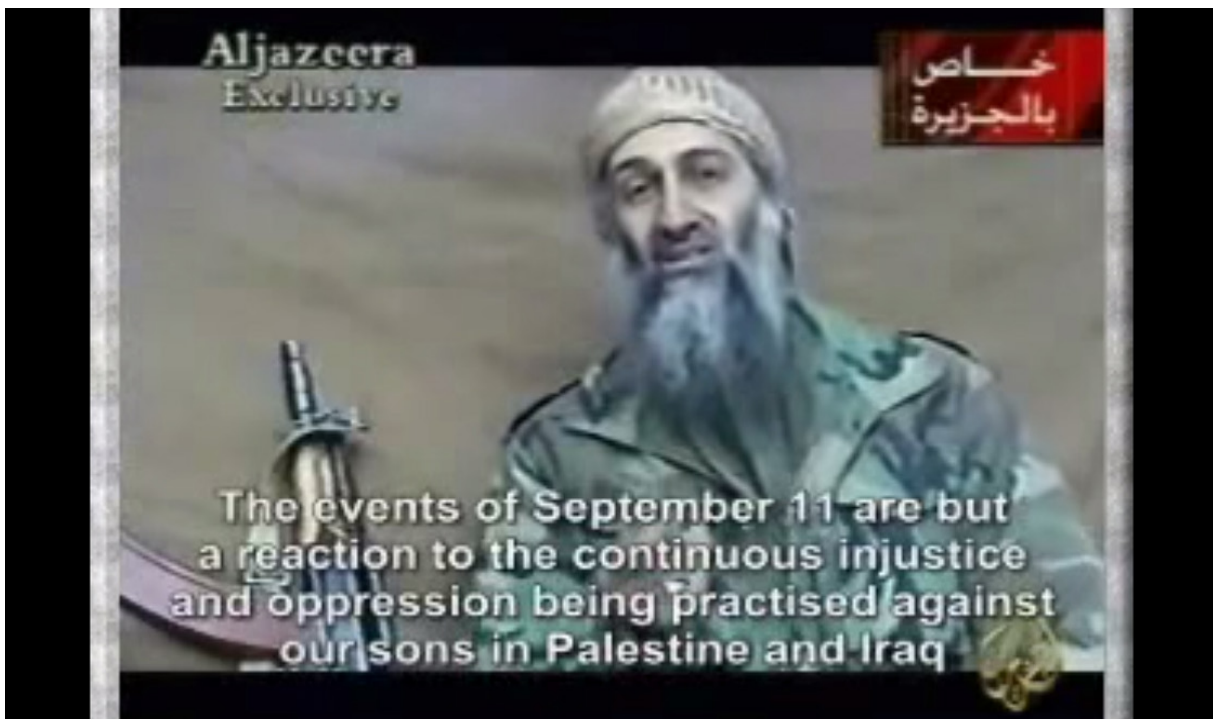 Aljazeera
Exclusive
خاص
بالجزيرة
The events of September 11 are but
a reaction to the continuous injustice
and oppression being practised against
our sons in Palestine and Iraq